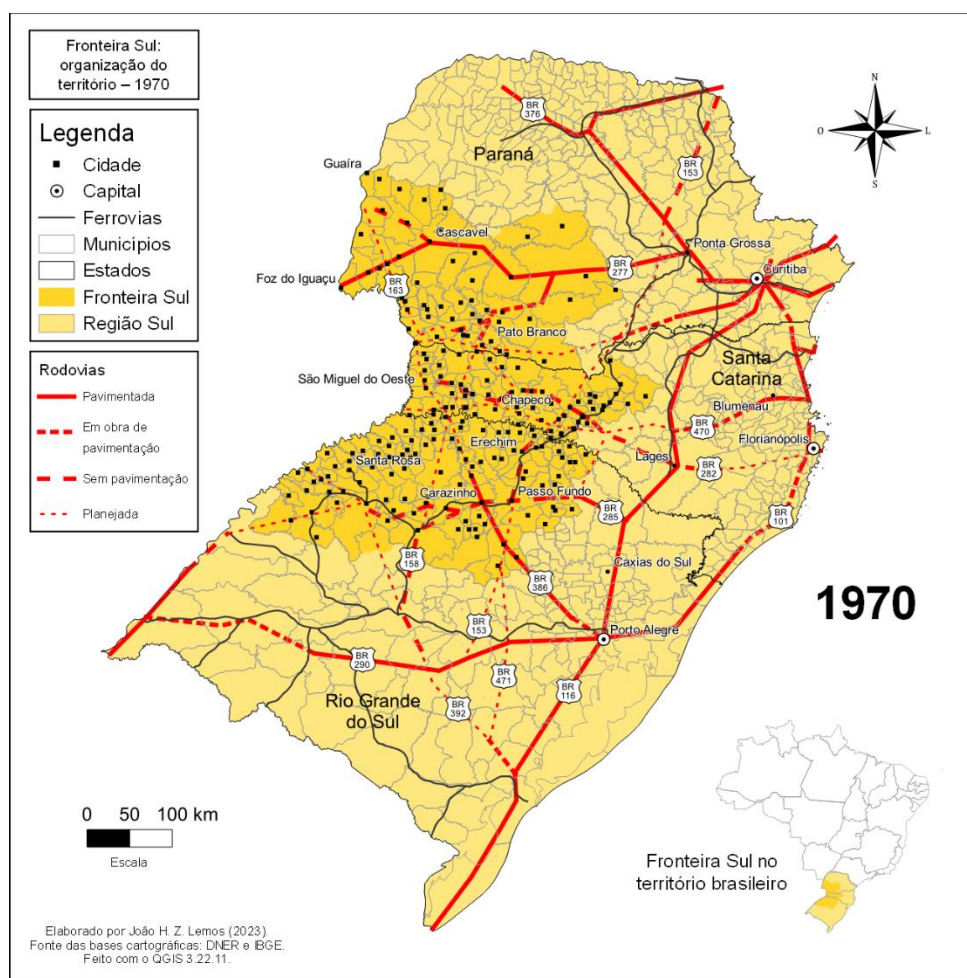 Fronteira Sul:
organização do
território – 1970
Legenda
Cidade
Capital
Ferrovias
Municípios
Estados
Fronteira Sul
Região Sul
Rodovias
Pavimentada
Em obra de
pavimentação
Sem pavimentação
Planejada
N
O
L
S
BR
376
Paraná
BR
153
Guaíra
Cascavel
Ponta Grossa
BR
277
Foz do Iguaçu
BR
163
Curitiba
Pato Branco
Santa
Catarina
São Miguel do Oeste
Chapecó
Blumenau
BR
470
Erechim
Florianópolis
Santa Rosa
Lages
BR
282
Carazinho
Passo Fundo
BR
285
BR
101
BR
158
BR
386
Caxias do Sul
1970
BR
153
Porto Alegre
BR
290
BR
471
BR
116
Rio Grande
do Sul
BR
392
0 50 100 km
Escala
Fronteira Sul no
território brasileiro
Elaborado por João H. Z. Lemos (2023).
Fonte das bases cartográficas: DNER e IBGE.
Feito com o QGIS 3.22.11.